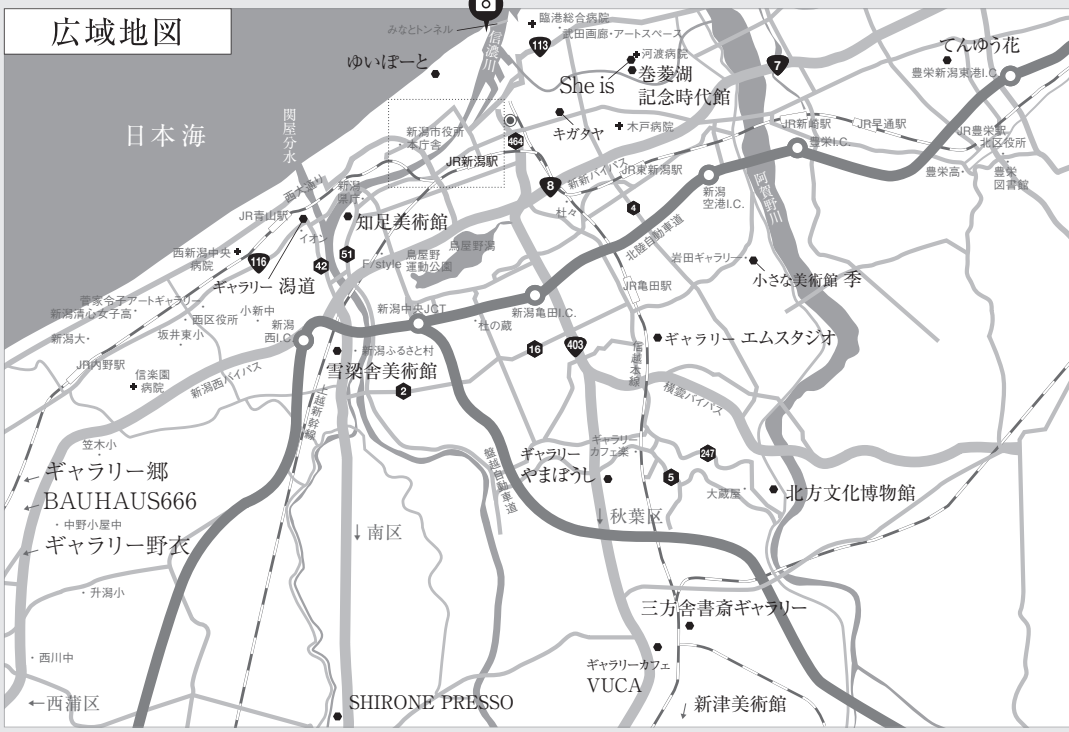 広域地図
みなとトンネル
信濃川
臨港総合病院
武田画廊・アートスペース
113
河渡病院
7
てんゆう花
豊栄新潟東港I.C.
ゆいぽーと
She is
巻菱湖
記念時代館
日本海
関屋分水
新潟市役所
本庁舎
キガタヤ
木戸病院
464
JR新潟駅
JR新崎駅
JR早通駅
豊栄I.C.
JR豊栄駅
北区役所
豊栄高
豊栄
図書館
西大通り
新潟
県庁
8
新新バイパス
JR東新潟駅
杜々
4
新潟
空港I.C.
阿賀野川
JR青山駅
知足美術館
イオン
北陸自動車道
西新潟中央
病院
116
42
51
F/style
鳥屋野
運動公園
鳥屋野潟
岩田ギャラリー
小さな美術館 季
ギャラリー 潟道
JR亀田駅
菅家令子アートギャラリー
新潟清心女子高
西区役所
小新中
新潟
西I.C.
新潟中央JCT
新潟亀田I.C.
杜の蔵
新潟大
坂井東小
16
403
信越本線
ギャラリー エムスタジオ
JR内野駅
信楽園
病院
新潟西バイパス
新潟ふるさと村
雪梁舎美術館
2
上越新幹線
横雲バイパス
笠木小
ギャラリー郷
BAUHAUS666
中野小屋中
ギャラリー野衣
磐越自動車道
ギャラリー
やまぼうし
ギャラリー
カフェ楽
247
5
大蔵屋
北方文化博物館
↓南区
↓秋葉区
升潟小
三方舎書斎ギャラリー
西川中
ギャラリーカフェ
VUCA
←西蒲区
SHIRONE PRESSO
新津美術館